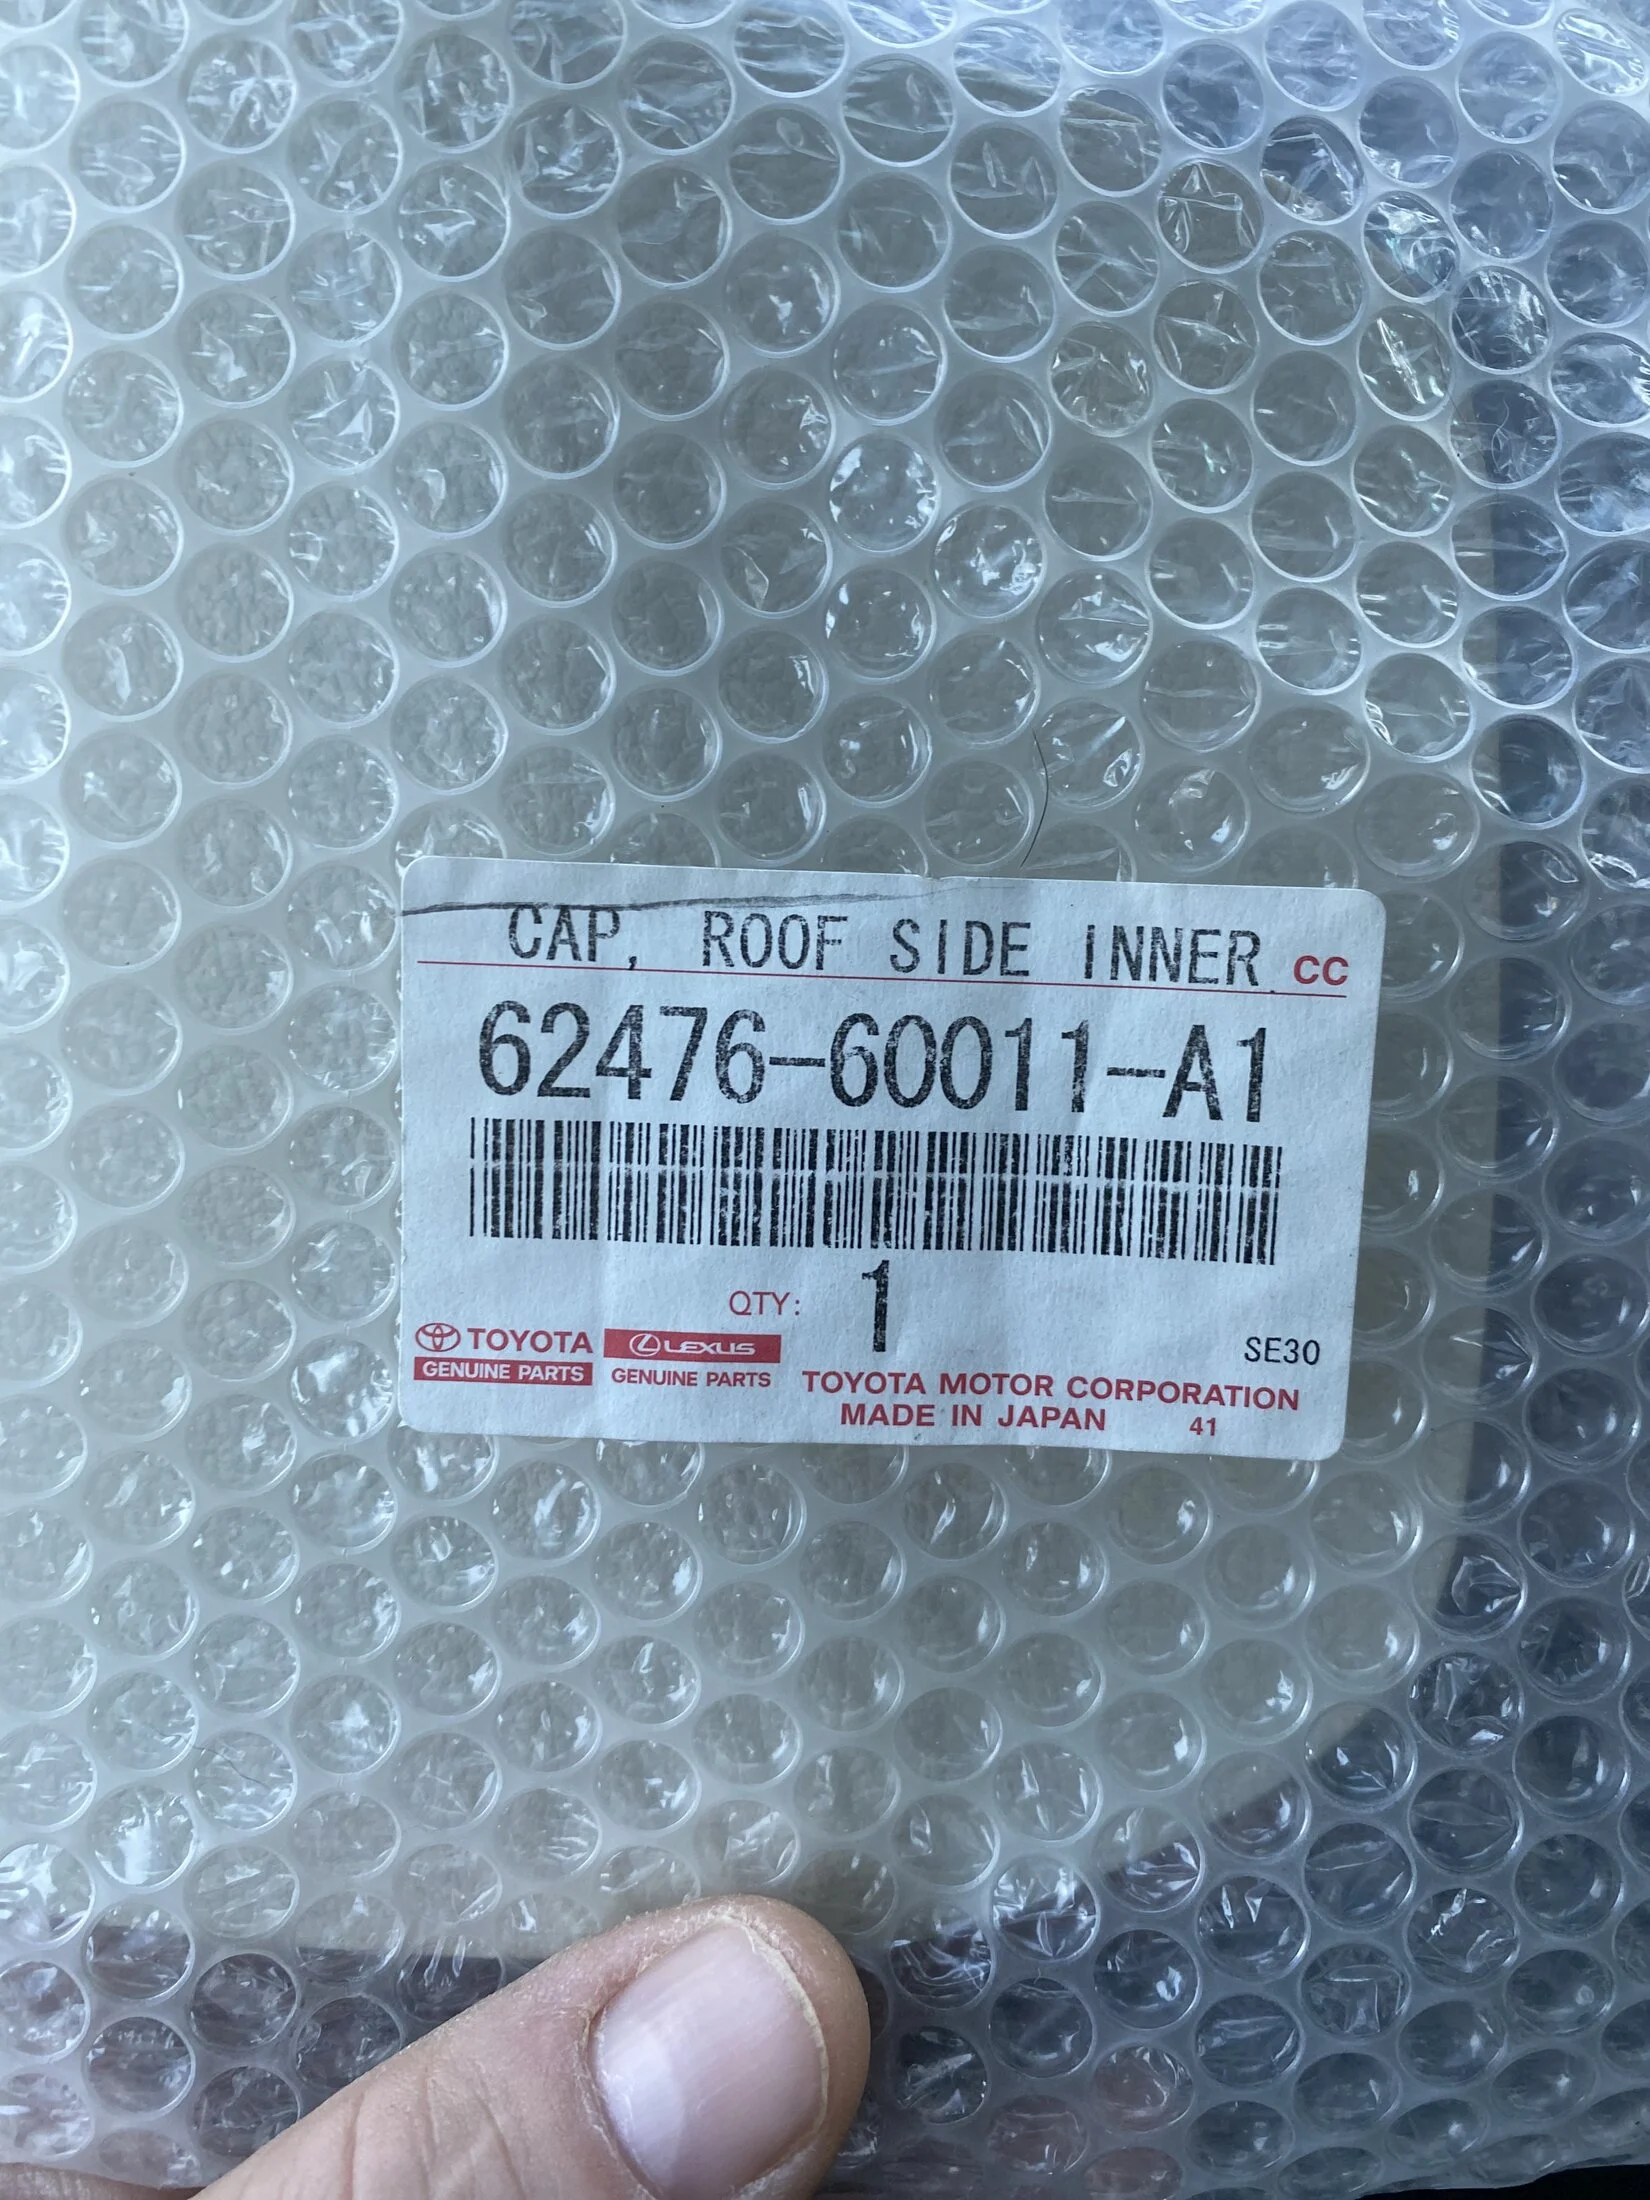 CAP, ROOF SIDE INNER CC
62476-60011-A1
QTY: 1
SE30
TOYOTA
GENUINE PARTS
LEXUS
GENUINE PARTS
TOYOTA MOTOR CORPORATION
MADE IN JAPAN 41